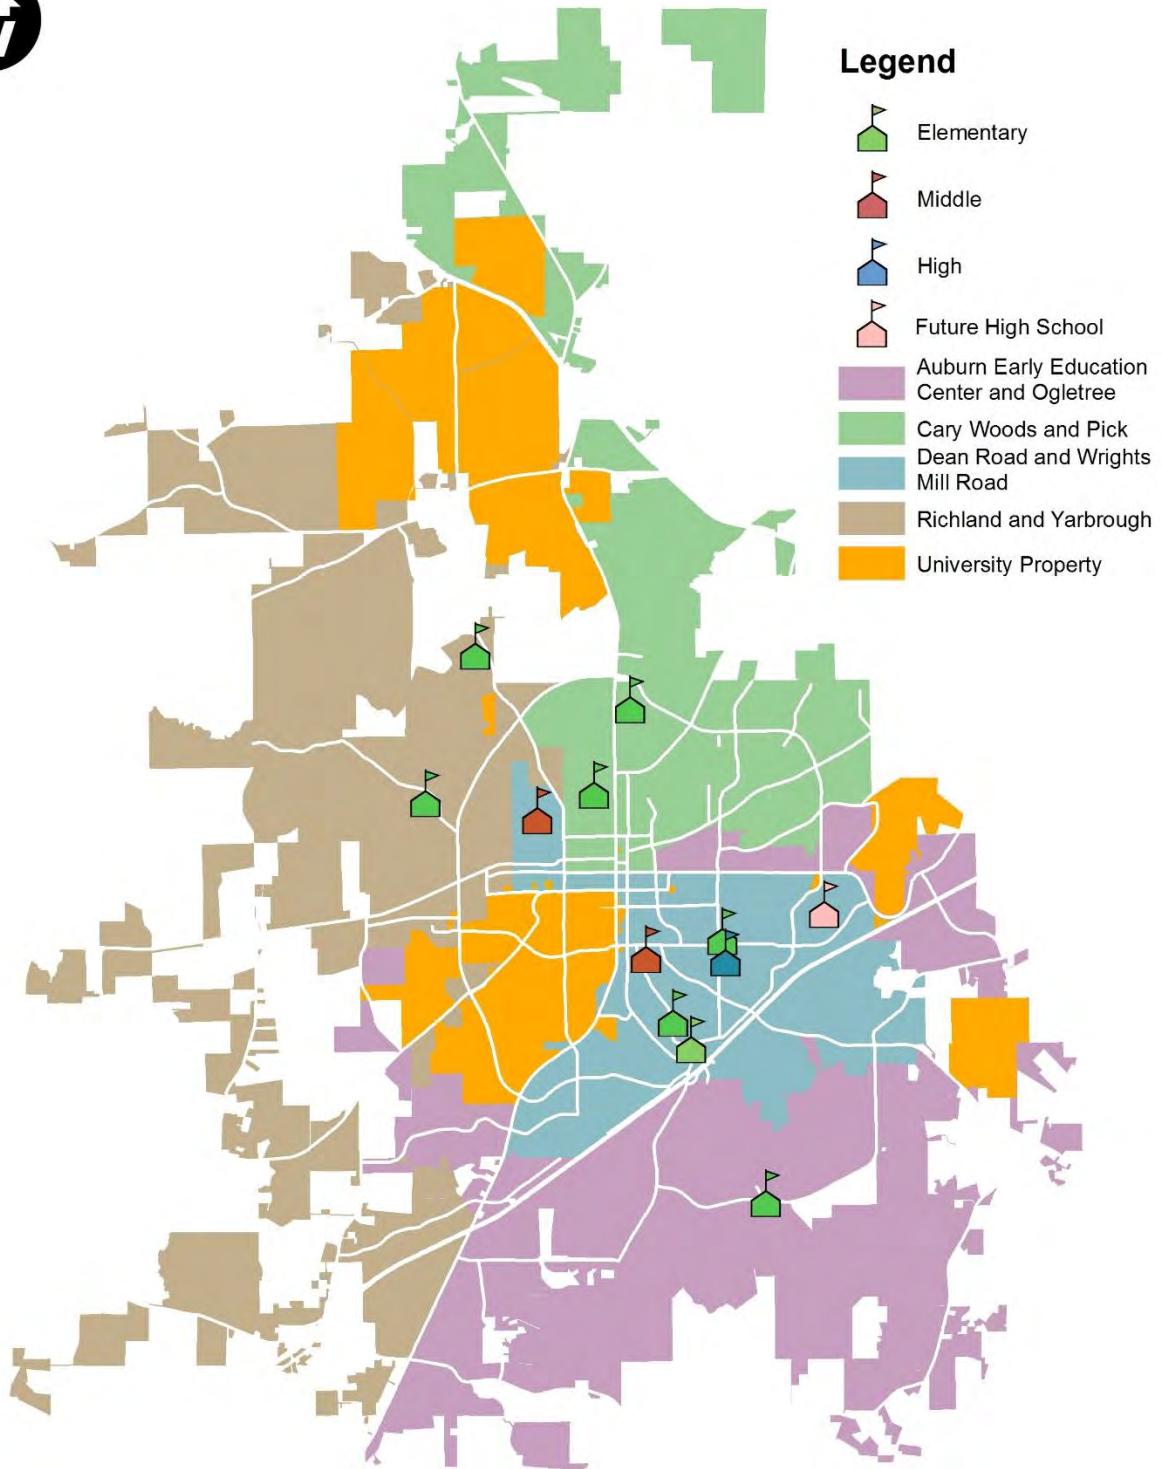 Legend
Elementary
Middle
High
Future High School
Auburn Early Education
Center and Ogletree
Cary Woods and Pick
Dean Road and Wrights
Mill Road
Richland and Yarbrough
University Property